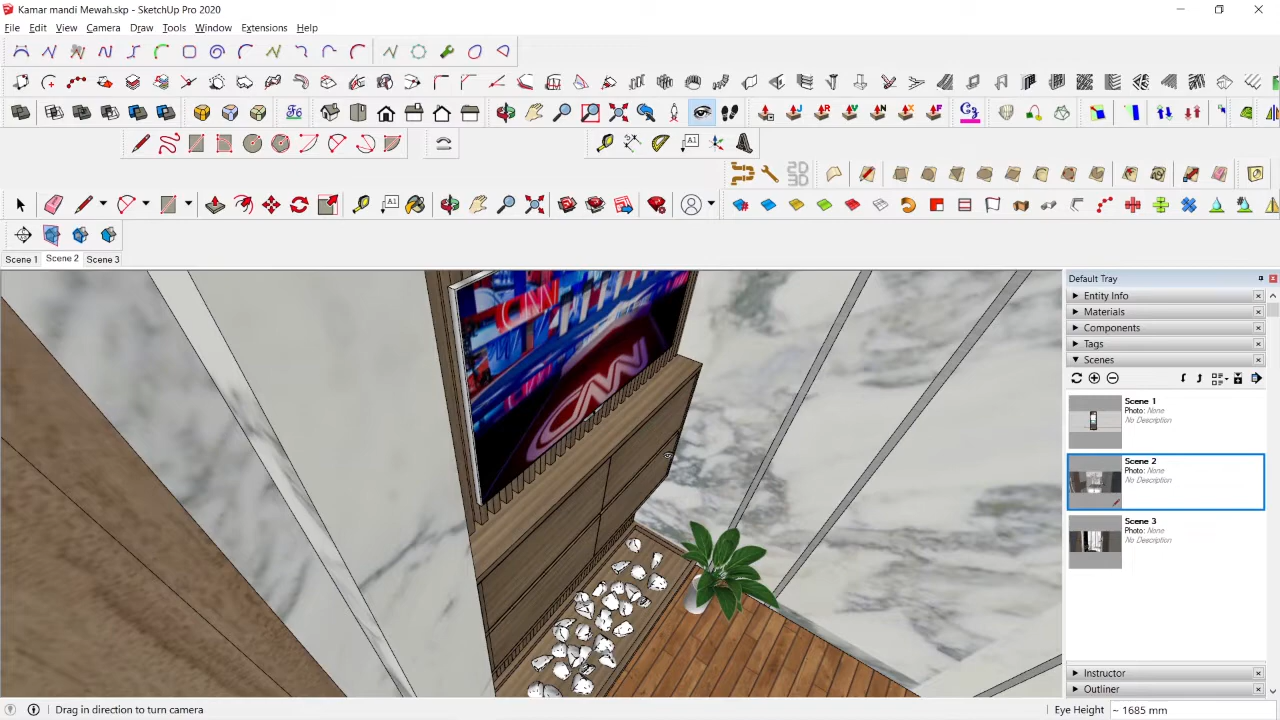 Kamar mandi Mewah.skp - SketchUp Pro 2020
File Edit View Camera Draw Tools Window Extensions Help
Scene 1 Scene 2 Scene 3
CNN
CNN
Default Tray
Entity Info
Materials
Components
Tags
Scenes
Scene 1
Photo: None
No Description
Scene 2
Photo: None
No Description
Scene 3
Photo: None
No Description
Instructor
Outliner
Drag in direction to turn camera
Eye Height ~ 1685 mm